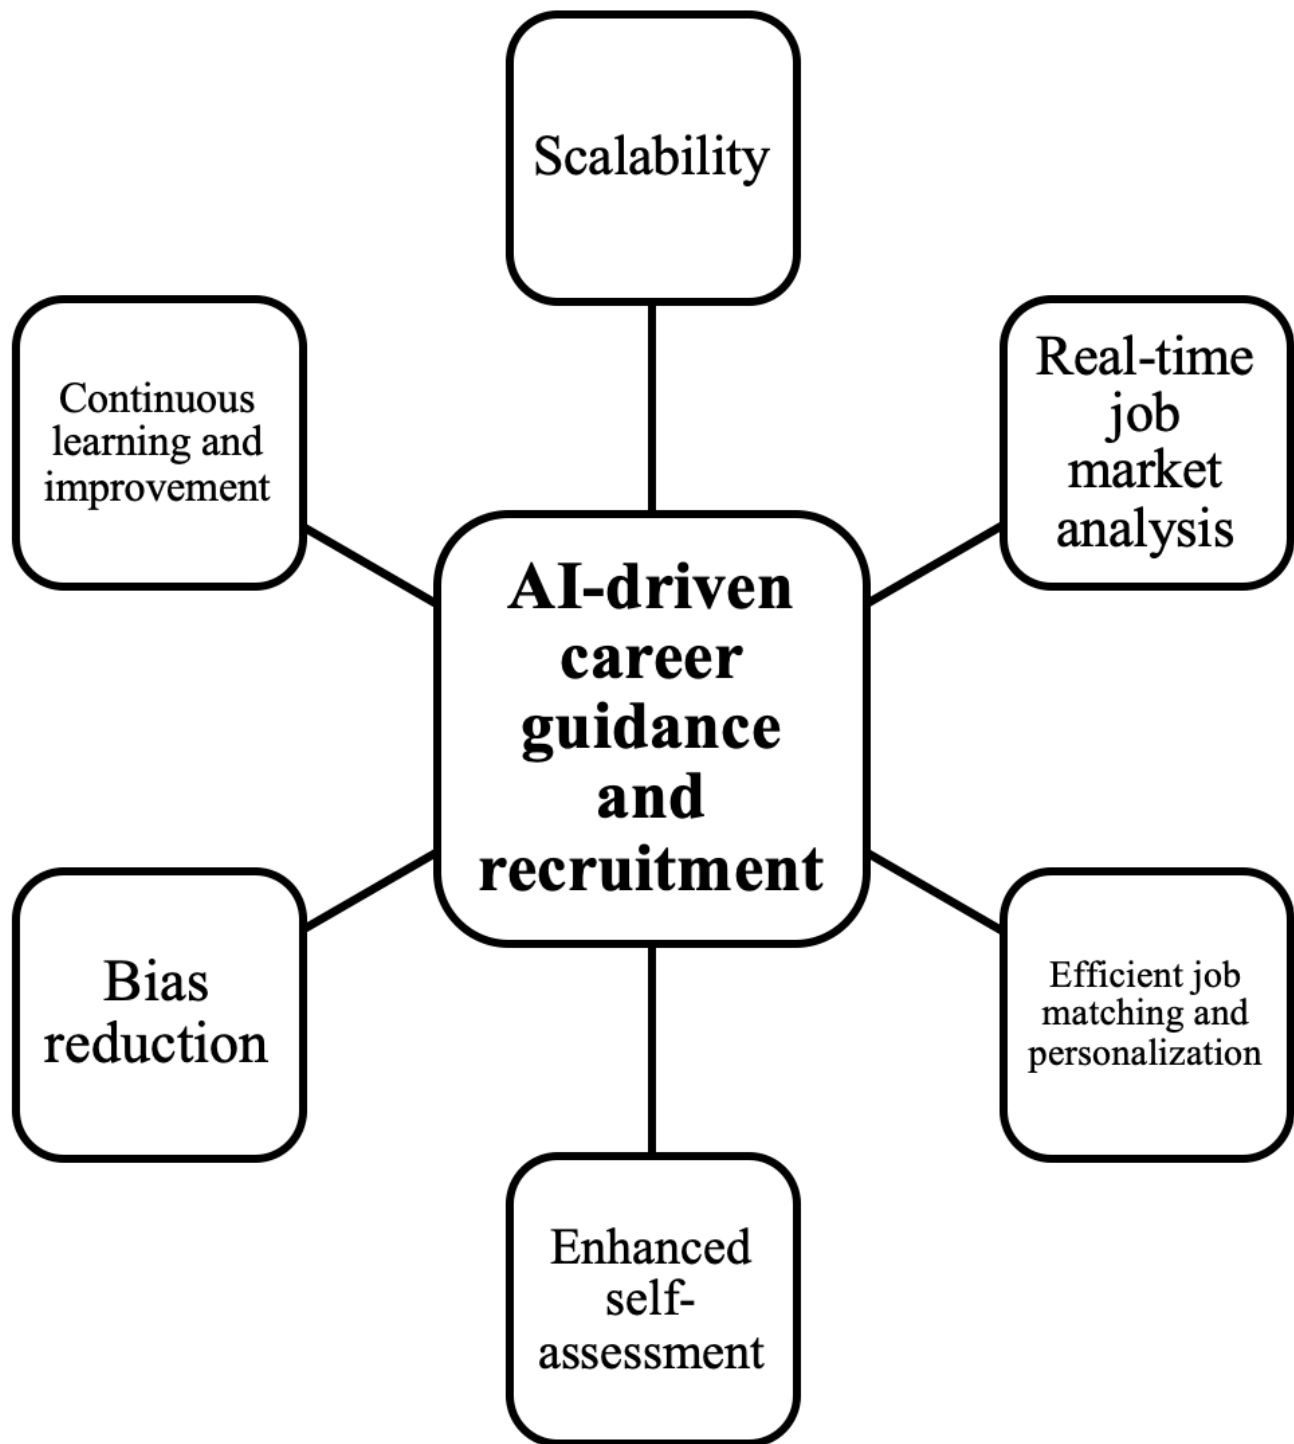 Scalability
Continuous
learning and
improvement
Real-time
job
market
analysis
AI-driven
career
guidance
and
recruitment
Bias
reduction
Efficient job
matching and
personalization
Enhanced
self-
assessment